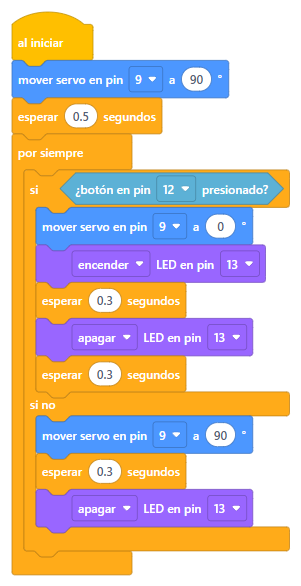 al iniciar
mover servo en pin 9 a 90 °
esperar 0.5 segundos
por siempre
si ¿botón en pin 12 presionado?
mover servo en pin 9 a 0 °
encender LED en pin 13
esperar 0.3 segundos
apagar LED en pin 13
esperar 0.3 segundos
si no
mover servo en pin 9 a 90 °
esperar 0.3 segundos
apagar LED en pin 13